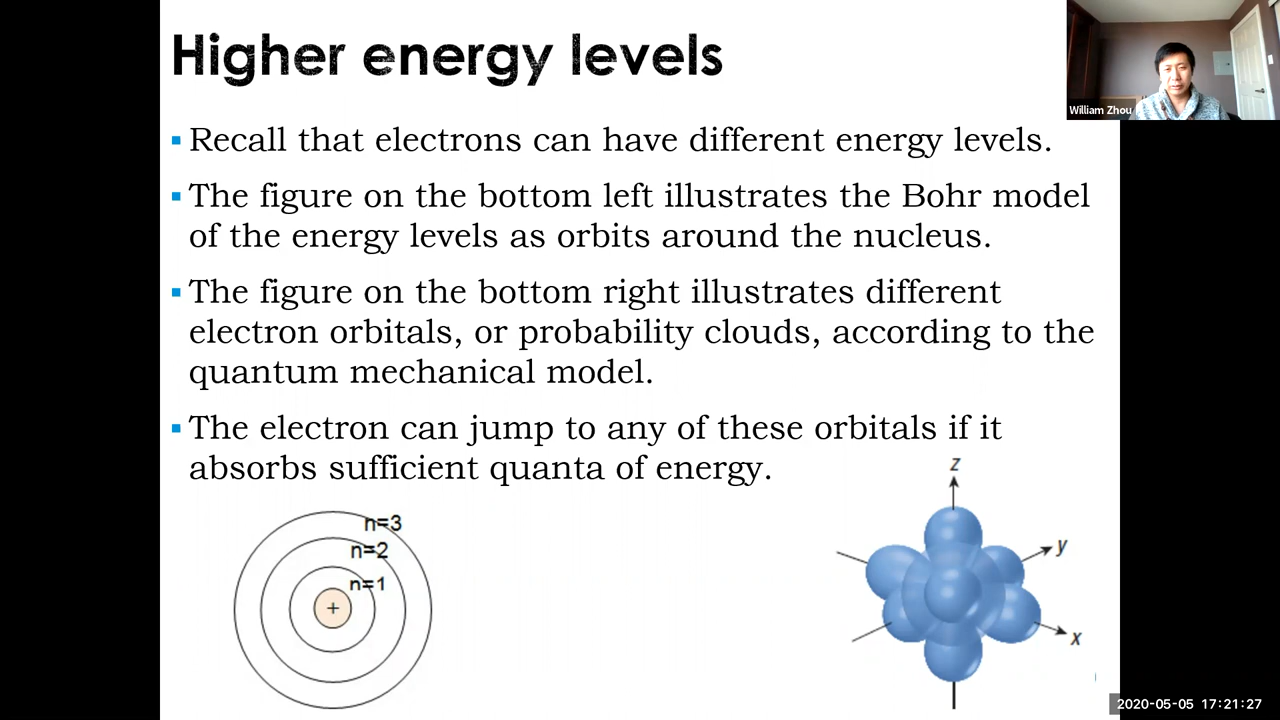 Higher energy levels
William Zhou
Recall that electrons can have different energy levels.
The figure on the bottom left illustrates the Bohr model
of the energy levels as orbits around the nucleus.
The figure on the bottom right illustrates different
electron orbitals, or probability clouds, according to the
quantum mechanical model.
The electron can jump to any of these orbitals if it
absorbs sufficient quanta of energy.
n=3
n=2
n=1
+
z
y
x
2020-05-05 17:21:27